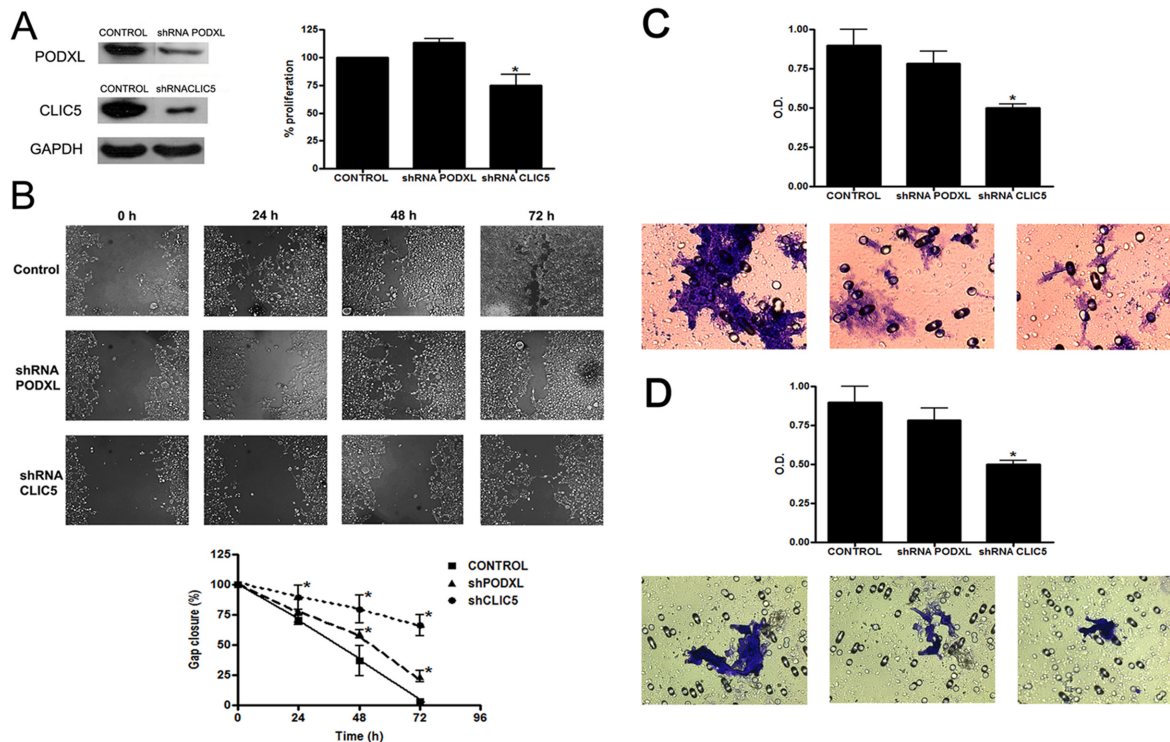 A
CONTROL shRNA PODXL
PODXL
CONTROL shRNACLIC5
CLIC5
GAPDH
% proliferation
125
100
75
50
25
0
*
CONTROL shRNA PODXL shRNA CLIC5
B
0 h 24 h 48 h 72 h
Control
shRNA
PODXL
shRNA
CLIC5
Gap closure (%)
125
100
75
50
25
0
* * *
* *
CONTROL
shPODXL
shCLIC5
0 24 48 72 96
Time (h)
C
O.D.
1.00
0.75
0.50
0.25
0.00
*
CONTROL shRNA PODXL shRNA CLIC5
D
O.D.
1.00
0.75
0.50
0.25
0.00
*
CONTROL shRNA PODXL shRNA CLIC5